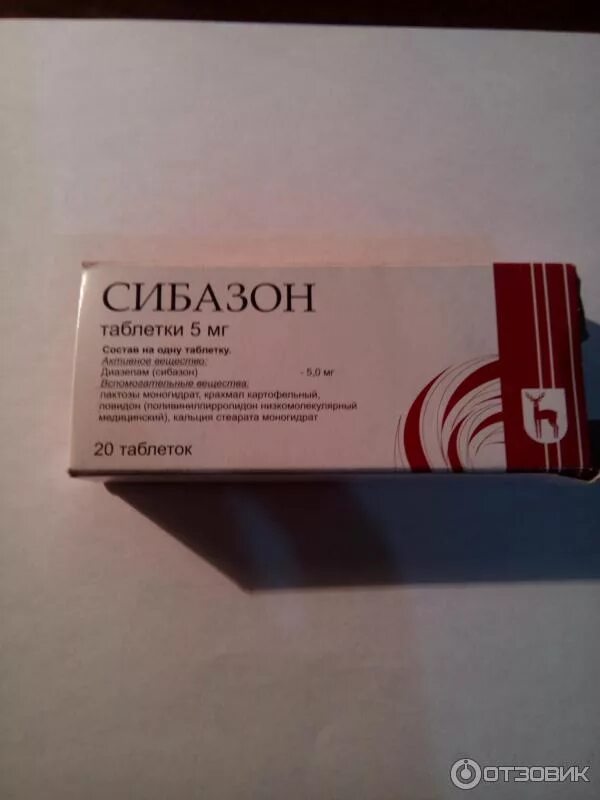 СИБАЗОН
таблетки 5 мг
Состав на одну таблетку.
Активное вещество:
Диазепам (сибазон) - 5,0 мг
Вспомогательные вещества:
лактозы моногидрат, крахмал картофельный,
повидон (поливинилпирролидон низкомолекулярный
медицинский), кальция стеарата моногидрат
20 таблеток
ОТЗОВИК